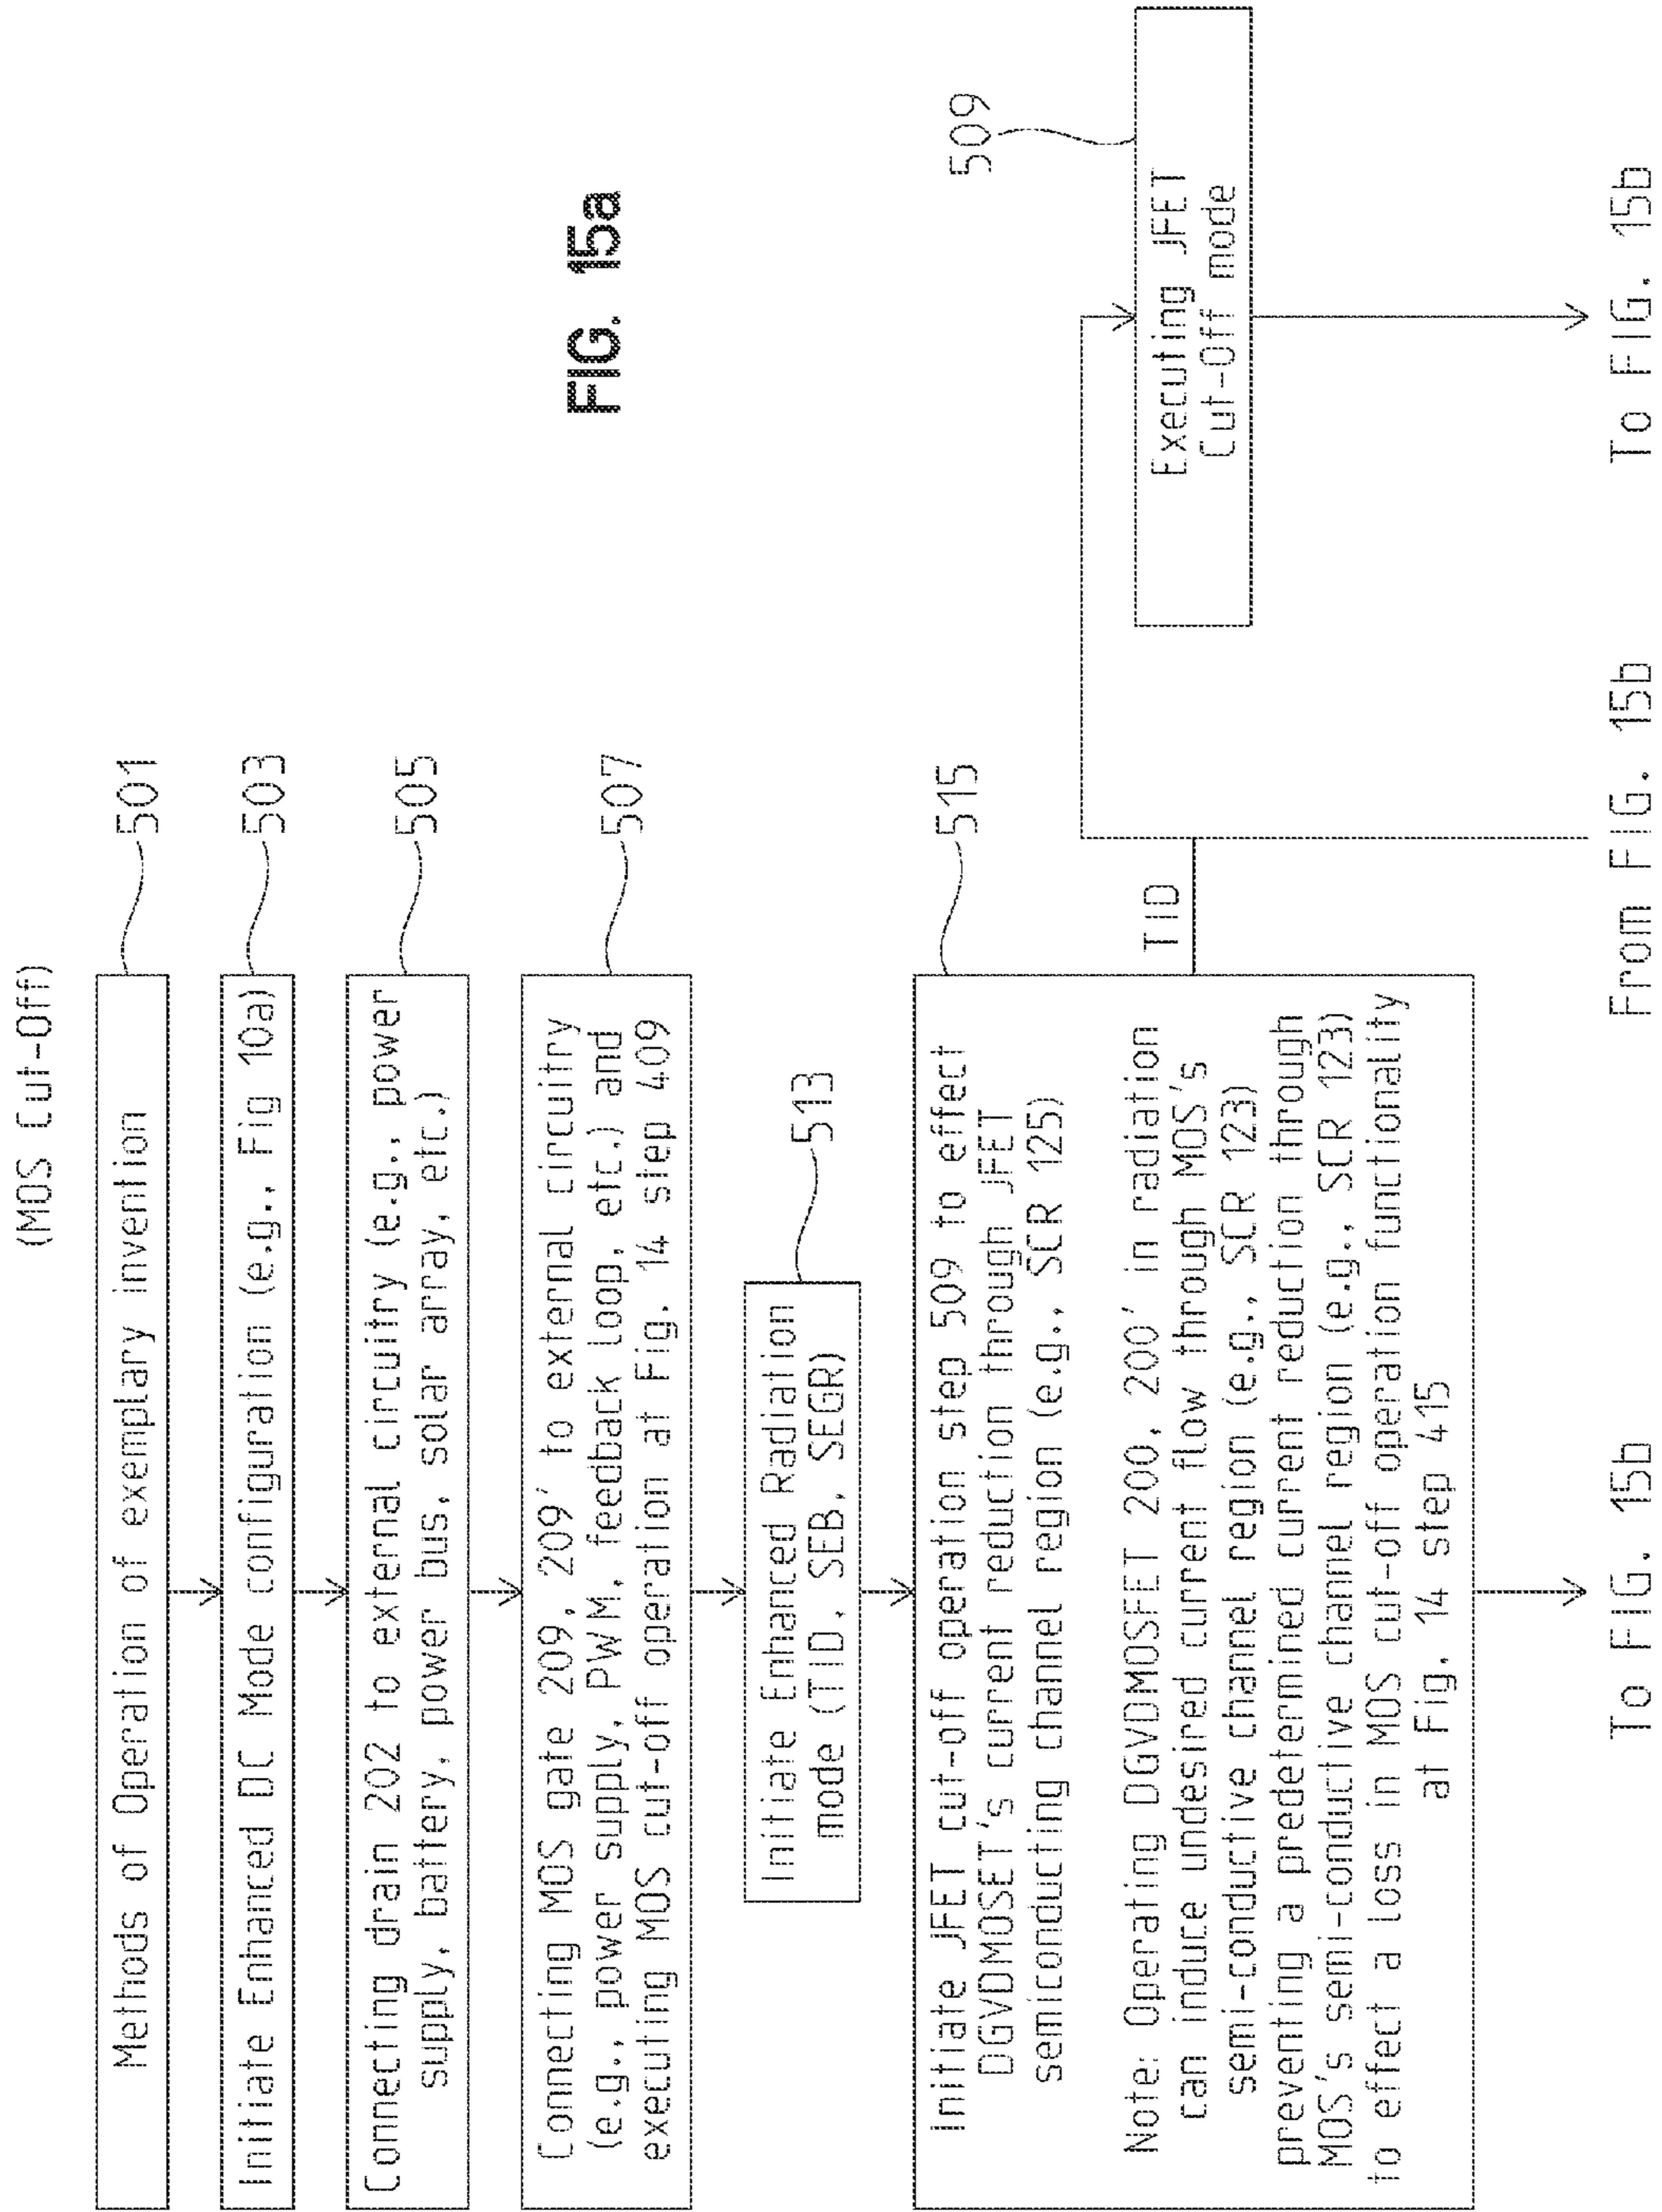 (MOS Cut-Off)
Methods of Operation of exemplary invention
501
Initiate Enhanced DC Mode configuration (e.g., Fig 10a)
503
Connecting drain 202 to external circuitry (e.g., power
supply, battery, power bus, solar array, etc.)
505
Connecting MOS gate 209, 209' to external circuitry
(e.g., power supply, PWM, feedback loop, etc.) and
executing MOS cut-off operation at Fig. 14 step 409
507
FIG. 15a
Initiate Enhanced Radiation
mode (TID, SEB, SEGR)
513
Initiate JFET cut-off operation step 509 to effect
DGVDMOSET's current reduction through JFET
semiconducting channel region (e.g., SCR 125)
Note: Operating DGVDMOSFET 200, 200' in radiation
can induce undesired current flow through MOS's
semi-conductive channel region (e.g., SCR 123)
preventing a predetermined current reduction through
MOS's semi-conductive channel region (e.g., SCR 123)
to effect a loss in MOS cut-off operation functionality
at Fig. 14 step 415
515
TID
Executing JFET
Cut-Off mode
509
To FIG. 15b
From FIG. 15b
To FIG. 15b